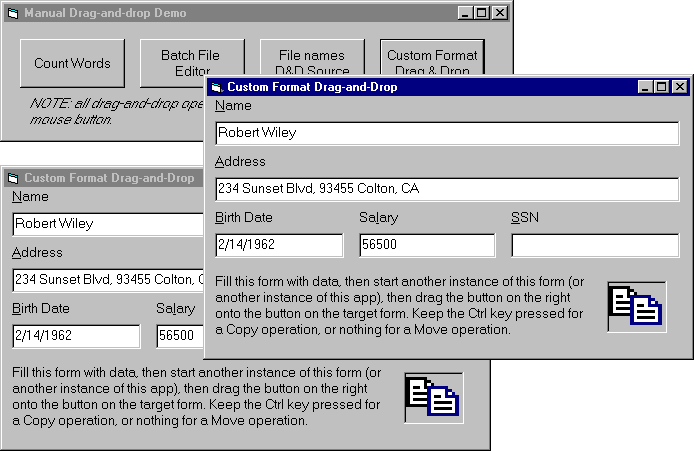 Manual Drag-and-drop Demo
Count Words
Batch File
Editor
File names
D&D Source
Custom Format
Drag & Drop
NOTE: all drag-and-drop
mouse button.
Custom Format Drag-and-Drop
Name
Robert Wiley
Address
234 Sunset Blvd, 93455 Colton, CA
Birth Date Salary SSN
2/14/1962 56500
Fill this form with data, then start another instance of this form (or
another instance of this app), then drag the button on the right
onto the button on the target form. Keep the Ctrl key pressed for
a Copy operation, or nothing for a Move operation.
Custom Format Drag-and-Drop
Name
Robert Wiley
Address
234 Sunset Blvd, 93455 Colton,
Birth Date Salary
2/14/1962 56500
Fill this form with data, then start another instance of this form (or
another instance of this app), then drag the button on the right
onto the button on the target form. Keep the Ctrl key pressed for
a Copy operation, or nothing for a Move operation.